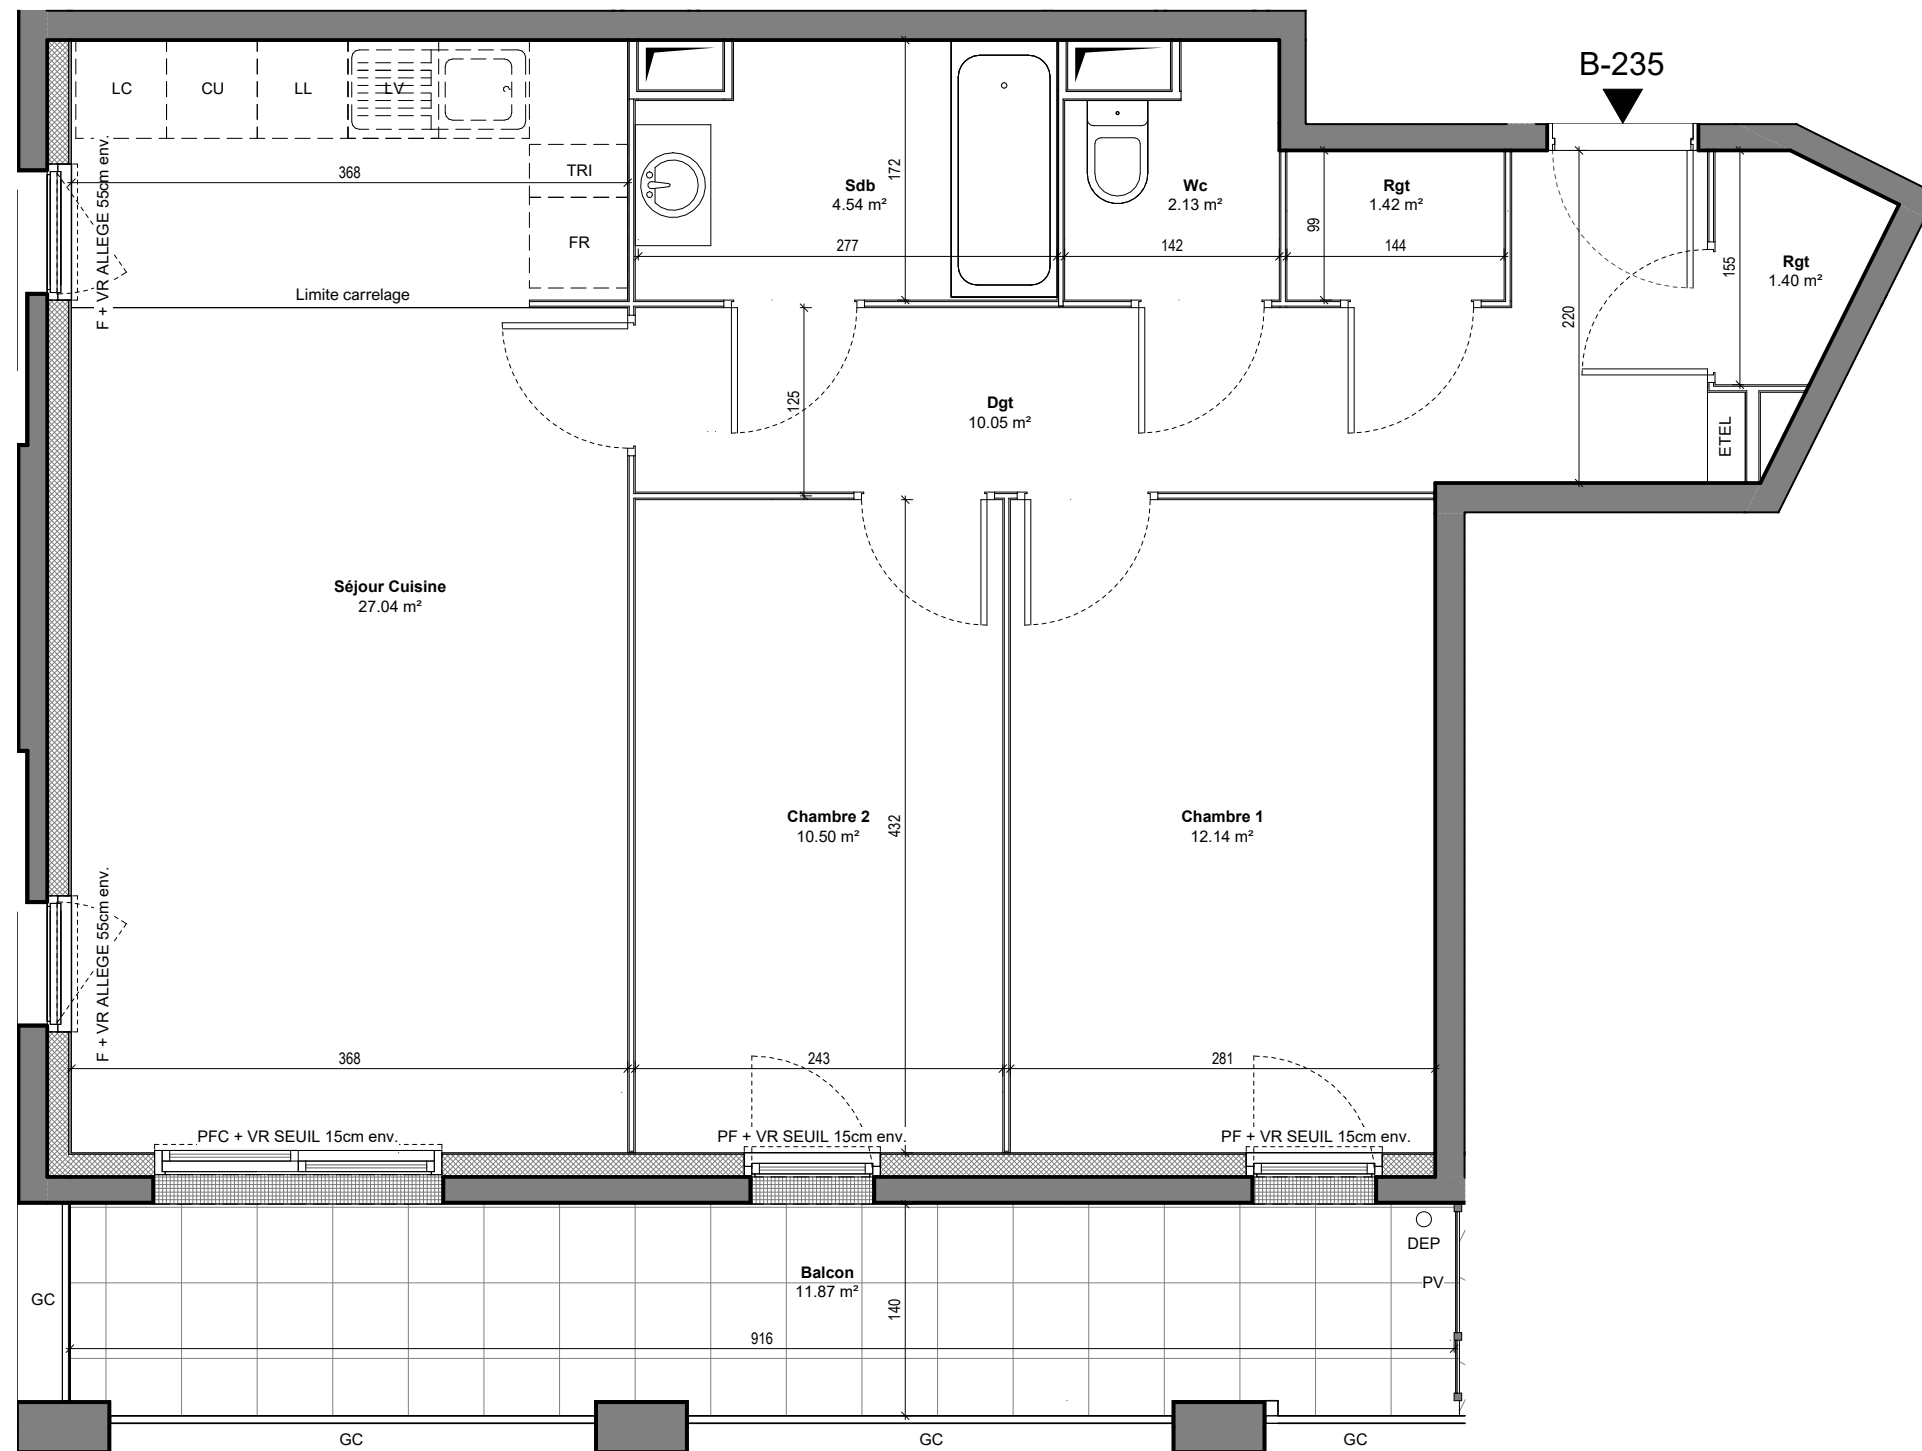 B-235
LC
CU
LL
LV
TRI
FR
368
Limite carrelage
F + VR ALLEGE 55cm env.
Sdb
4.54 m²
172
277
Wc
2.13 m²
142
Rgt
1.42 m²
99
144
Rgt
1.40 m²
155
220
ETEL
Dgt
10.05 m²
125
Séjour Cuisine
27.04 m²
Chambre 2
10.50 m²
432
Chambre 1
12.14 m²
F + VR ALLEGE 55cm env.
368
243
281
PFC + VR SEUIL 15cm env.
PF + VR SEUIL 15cm env.
PF + VR SEUIL 15cm env.
DEP
PV
Balcon
11.87 m²
140
916
GC
GC
GC
GC